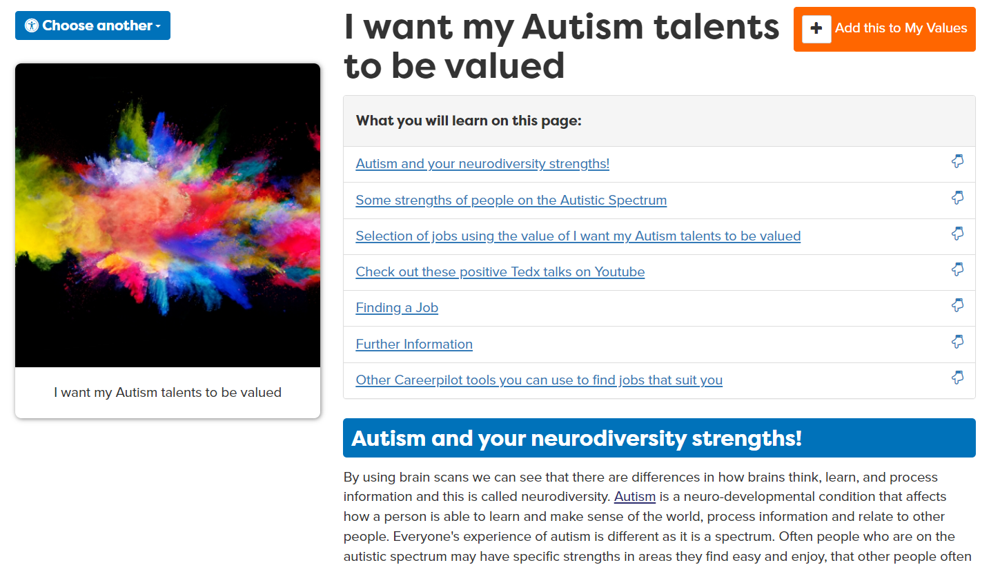 Choose another
I want my Autism talents to be valued
I want my Autism talents
to be valued
+ Add this to My Values
What you will learn on this page:
Autism and your neurodiversity strengths!
Some strengths of people on the Autistic Spectrum
Selection of jobs using the value of I want my Autism talents to be valued
Check out these positive Tedx talks on Youtube
Finding a Job
Further Information
Other Careerpilot tools you can use to find jobs that suit you
Autism and your neurodiversity strengths!
By using brain scans we can see that there are differences in how brains think, learn, and process
information and this is called neurodiversity. Autism is a neuro-developmental condition that affects
how a person is able to learn and make sense of the world, process information and relate to other
people. Everyone's experience of autism is different as it is a spectrum. Often people who are on the
autistic spectrum may have specific strengths in areas they find easy and enjoy, that other people often